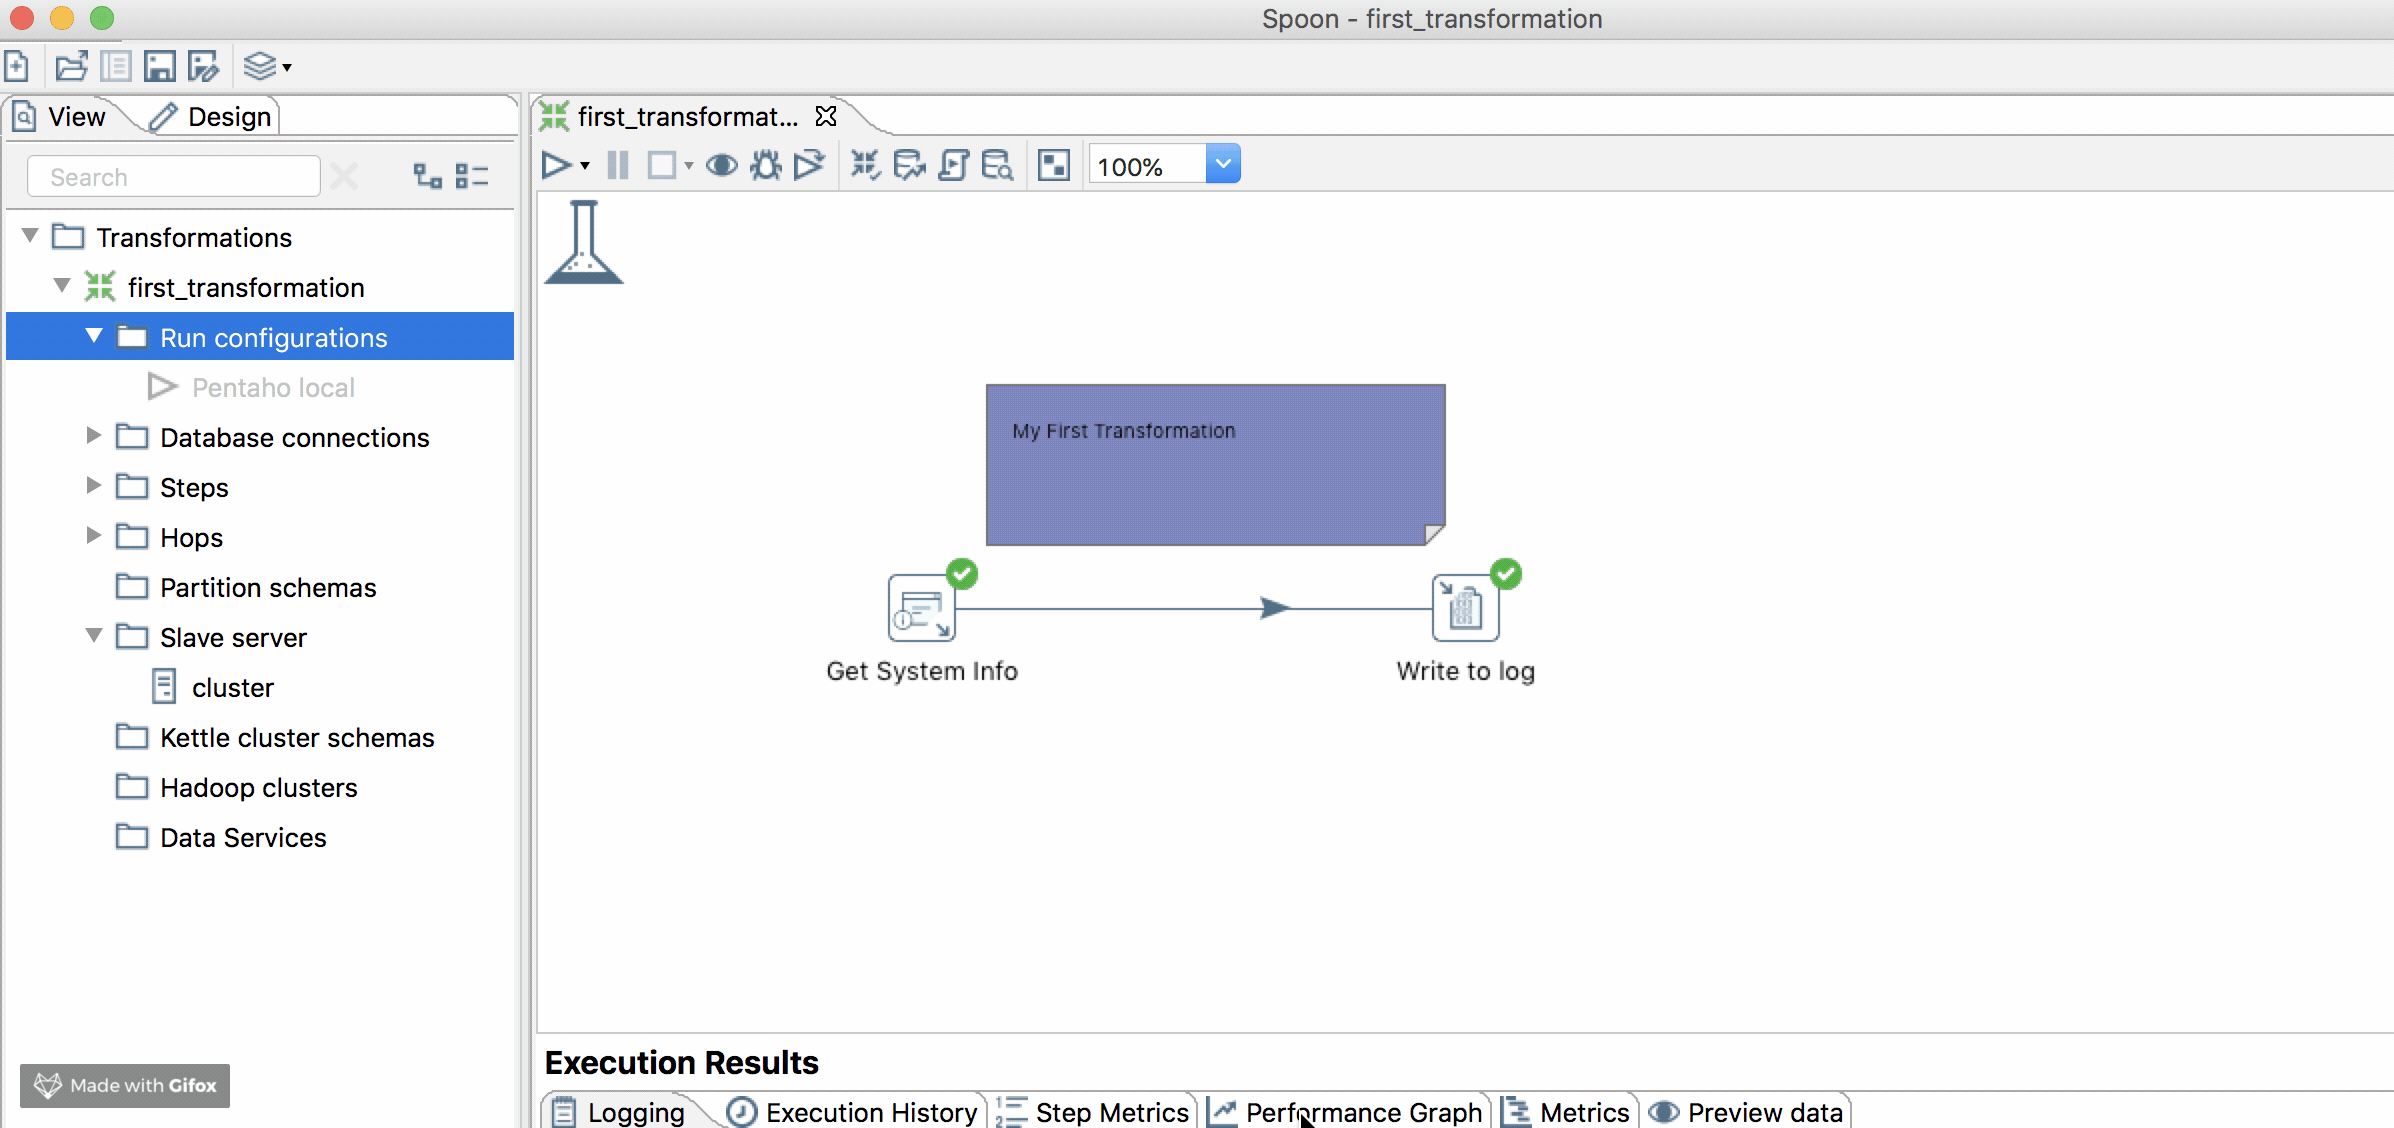 Spoon - first_transformation
View
Design
first_transformat...
Search
100%
Transformations
first_transformation
Run configurations
Pentaho local
Database connections
Steps
Hops
Partition schemas
Slave server
cluster
Kettle cluster schemas
Hadoop clusters
Data Services
My First Transformation
Get System Info
Write to log
Execution Results
Made with Gifox
Logging
Execution History
Step Metrics
Performance Graph
Metrics
Preview data